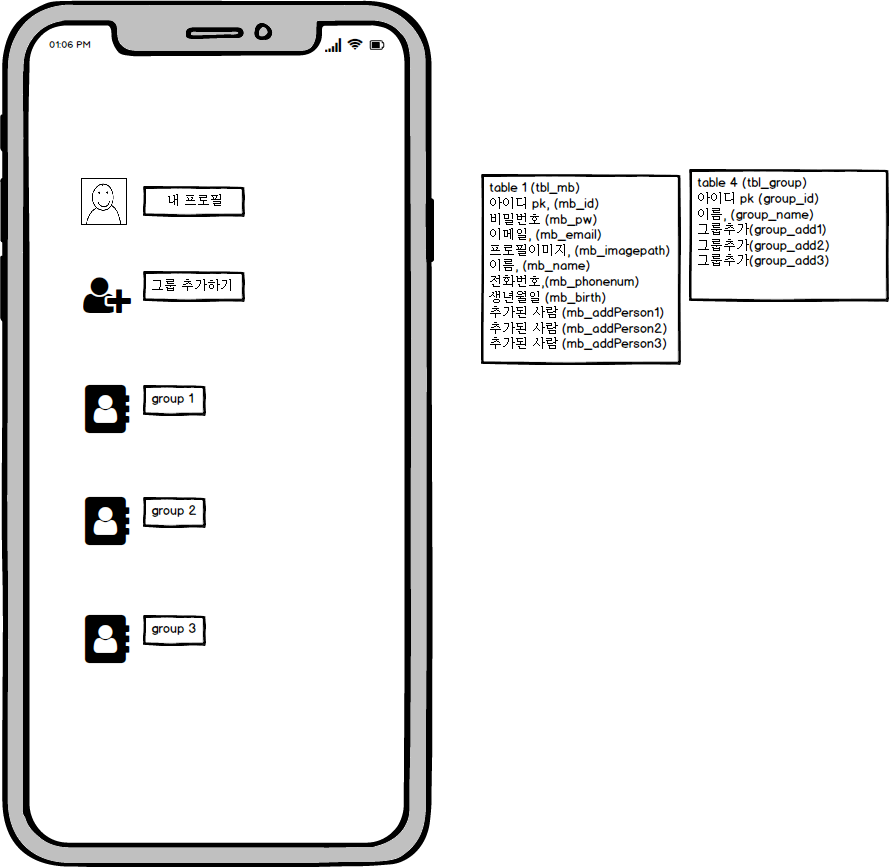 01:06 PM
내 프로필
그룹 추가하기
group 1
group 2
group 3
table 1 (tbl_mb)
아이디 pk, (mb_id)
비밀번호 (mb_pw)
이메일, (mb_email)
프로필이미지, (mb_imagepath)
이름, (mb_name)
전화번호,(mb_phonenum)
생년월일 (mb_birth)
추가된 사람 (mb_addPerson1)
추가된 사람 (mb_addPerson2)
추가된 사람 (mb_addPerson3)
table 4 (tbl_group)
아이디 pk (group_id)
이름, (group_name)
그룹추가(group_add1)
그룹추가(group_add2)
그룹추가(group_add3)